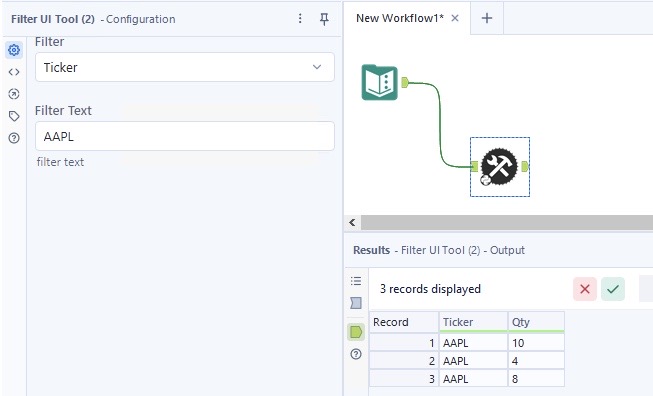 Filter UI Tool (2) - Configuration
Filter
Ticker
Filter Text
AAPL
filter text
New Workflow1*
Results - Filter UI Tool (2) - Output
3 records displayed
Record Ticker Qty
1 AAPL 10
2 AAPL 4
3 AAPL 8